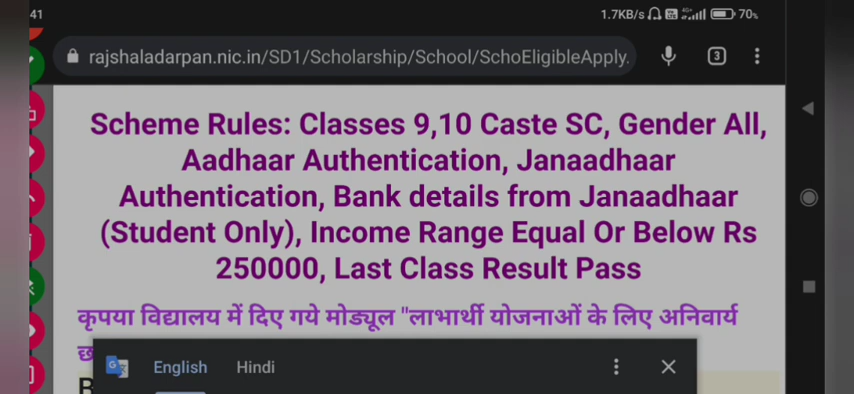 41
1.7KB/s 4G+ 70%
rajshaladarpan.nic.in/SD1/Scholarship/School/SchoEligibleApply.
3
Scheme Rules: Classes 9,10 Caste SC, Gender All,
Aadhaar Authentication, Janaadhaar
Authentication, Bank details from Janaadhaar
(Student Only), Income Range Equal Or Below Rs
250000, Last Class Result Pass
कृपया विद्यालय में दिए गये मोड्यूल "लाभार्थी योजनाओं के लिए अनिवार्य
English Hindi